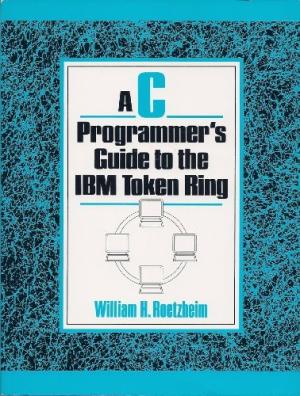 A C
Programmer's
Guide to the
IBM Token Ring
William H. Roetzheim